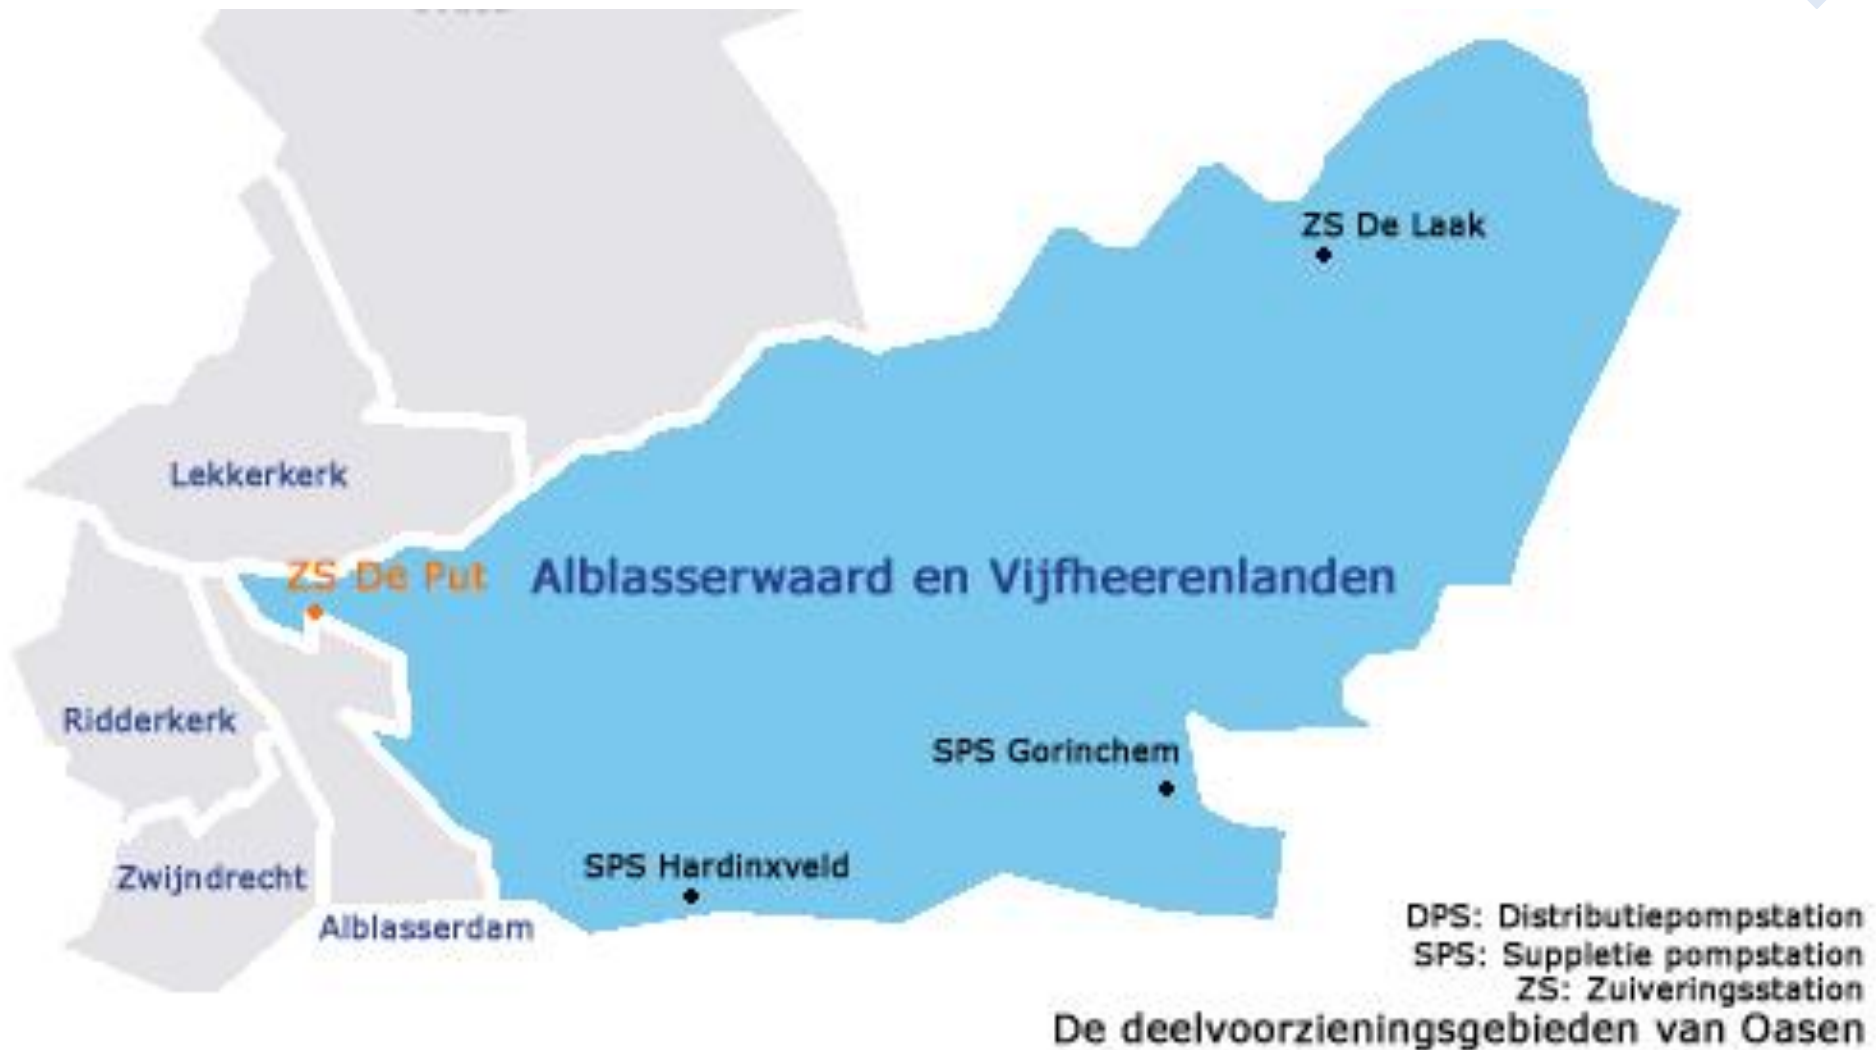 ZS De Laak
Lekkerkerk
ZS De Put
Alblasserwaard en Vijfheerenlanden
Ridderkerk
SPS Gorinchem
SPS Hardinxveld
Zwijndrecht
Alblasserdam
DPS: Distributiepompstation
SPS: Suppletie pompstation
ZS: Zuiveringsstation
De deelvoorzieningsgebieden van Oasen